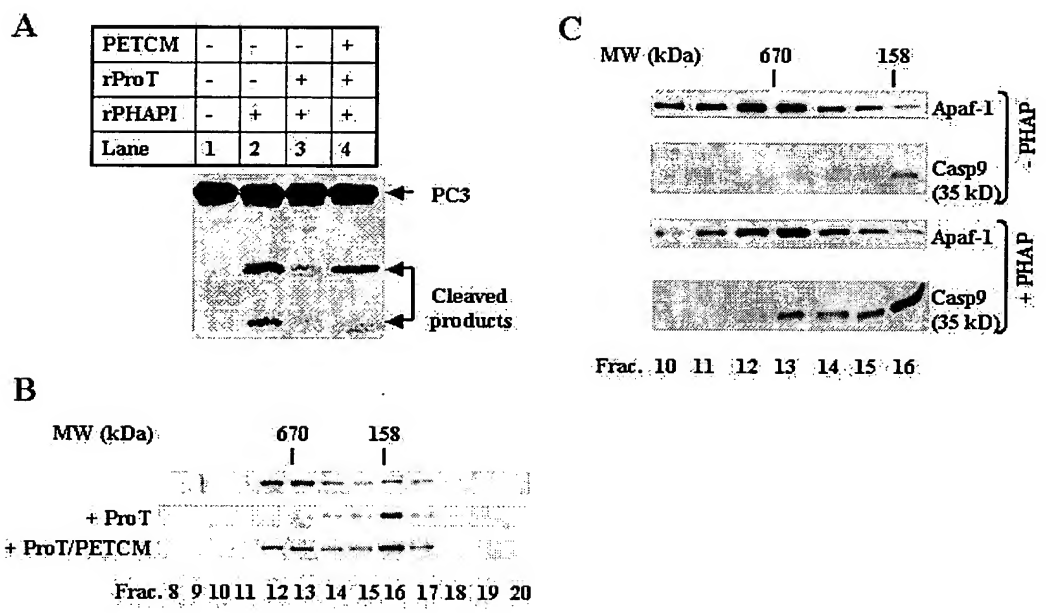 A
PETCM - - - +
rProT - - + +
rPHAPI - + + +
Lane 1 2 3 4
PC3
Cleaved
products
B
MW (kDa) 670 158
+ ProT
+ ProT/PETCM
Frac. 8 9 10 11 12 13 14 15 16 17 18 19 20
C
MW (kDa) 670 158
Apaf-1
Casp9
(35 kD)
- PHAP
Apaf-1
Casp9
(35 kD)
+ PHAP
Frac. 10 11 12 13 14 15 16